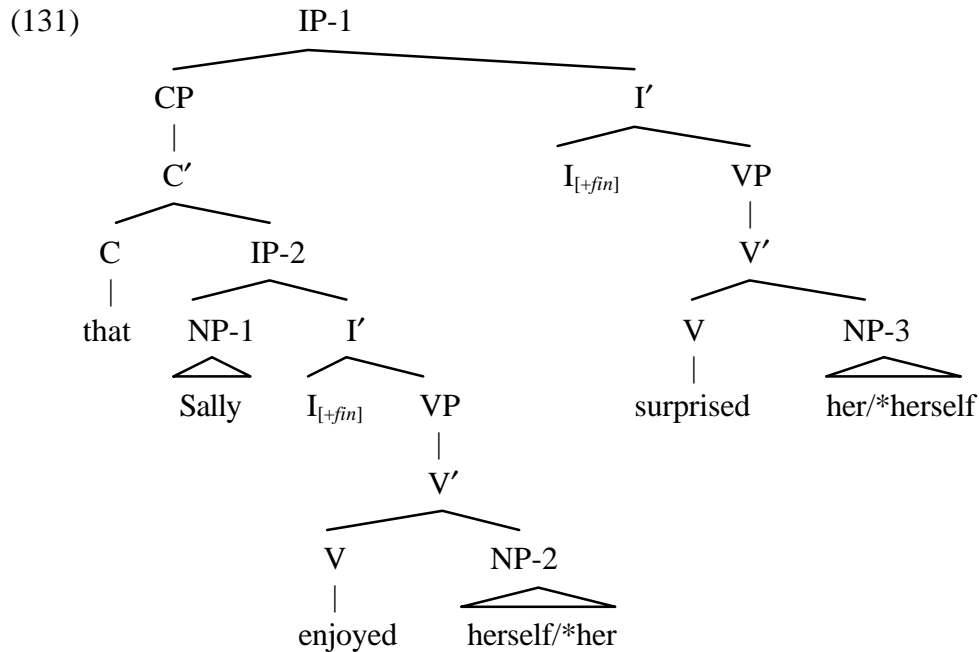 (131) IP-1
CP I′
C′ I[+fin] VP
C IP-2 V′
that NP-1 I′ V NP-3
Sally I[+fin] VP surprised her/*herself
V′
V NP-2
enjoyed herself/*her